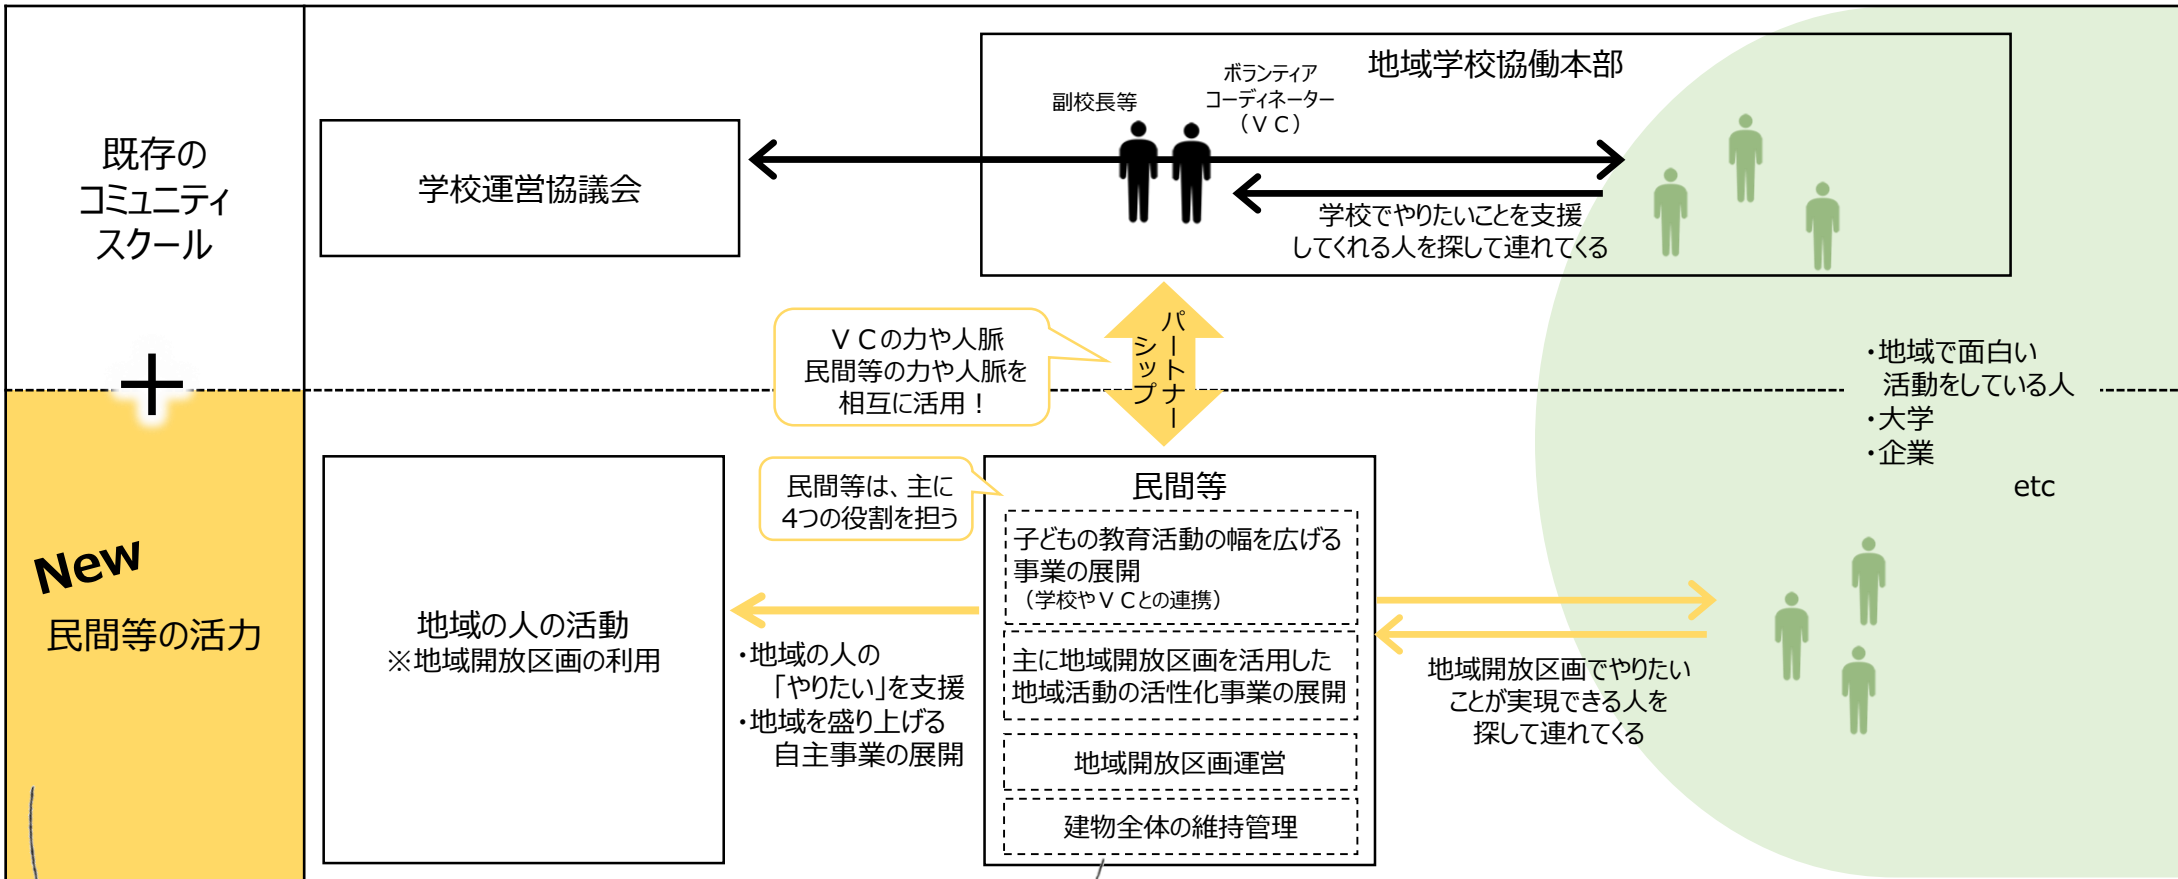 既存の
コミュニティ
スクール
＋
New
民間等の活力
学校運営協議会
地域学校協働本部
副校長等
ボランティア
コーディネーター
（ＶＣ）
学校でやりたいことを支援
してくれる人を探して連れてくる
ＶＣの力や人脈
民間等の力や人脈を
相互に活用！
パートナー
シップ
・地域で面白い
活動をしている人
・大学
・企業
etc
地域の人の活動
※地域開放区画の利用
民間等は、主に
4つの役割を担う
・地域の人の
「やりたい」を支援
・地域を盛り上げる
自主事業の展開
民間等
子どもの教育活動の幅を広げる
事業の展開
（学校やＶＣとの連携）
主に地域開放区画を活用した
地域活動の活性化事業の展開
地域開放区画運営
建物全体の維持管理
地域開放区画でやりたい
ことが実現できる人を
探して連れてくる